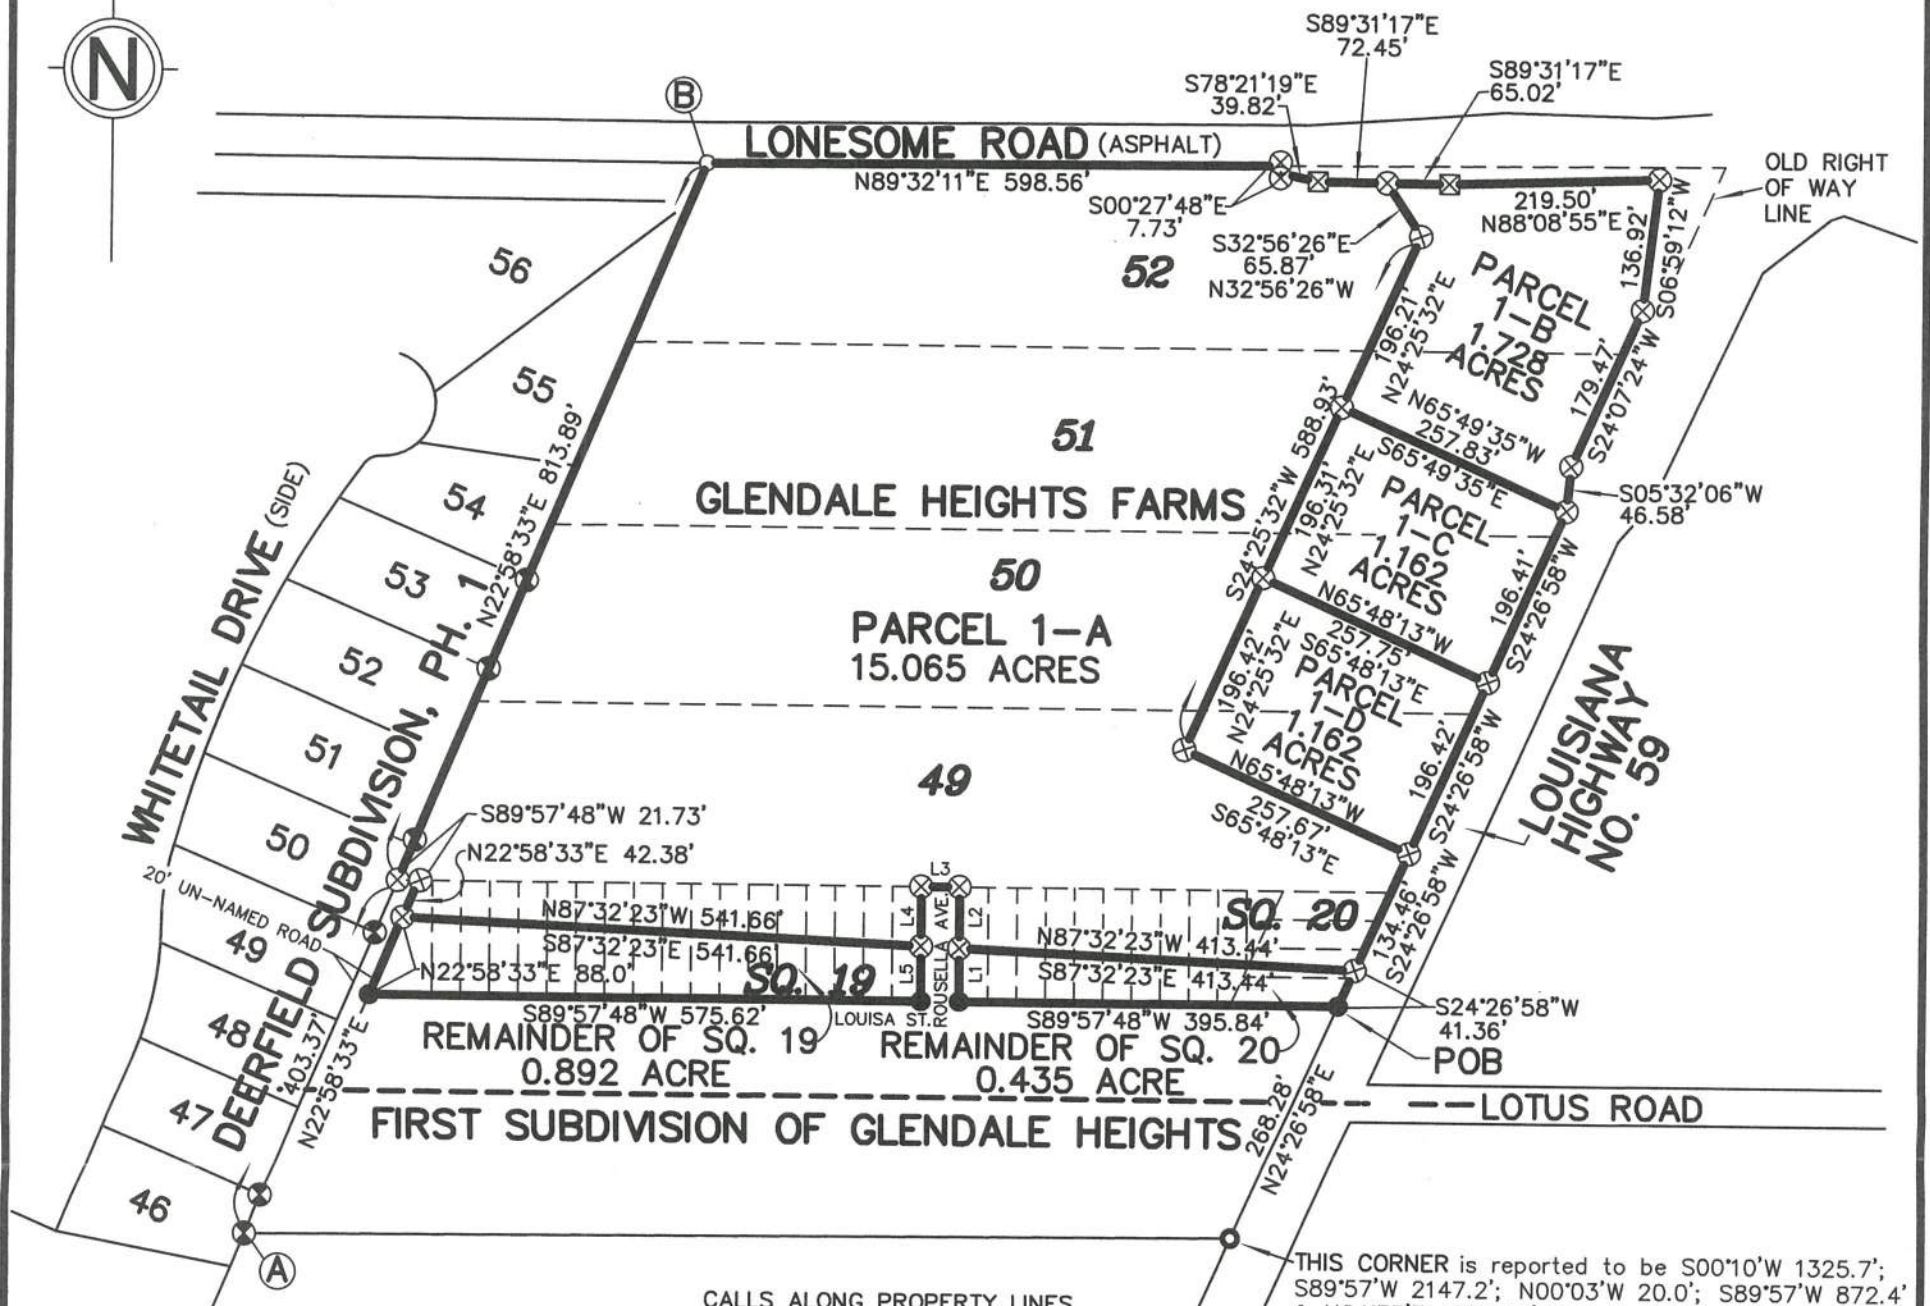 N
B
LONESOME ROAD (ASPHALT)
N89°32'11"E 598.56'
S89°31'17"E
72.45'
S78°21'19"E
39.82'
S89°31'17"E
65.02'
OLD RIGHT
OF WAY
LINE
S00°27'48"E
7.73'
S32°56'26"E
65.87'
N32°56'26"W
219.50'
N88°08'55"E
136.92'
S06°59'12"W
52
PARCEL
1-B
1.728
ACRES
196.21'
N24°25'32"E
179.47'
S24°07'24"W
N65°49'35"W
257.83'
S65°49'35"E
S05°32'06"W
46.58'
56
55
54
53
52
51
50
49
48
47
46
N22°58'33"E 813.89'
51
GLENDALE HEIGHTS FARMS
50
PARCEL 1-A
15.065 ACRES
49
S24°25'32"W 588.93'
196.31'
N24°25'32"E
PARCEL
1-C
1.162
ACRES
196.41'
S24°26'58"W
N65°48'13"W
257.75'
S65°48'13"E
196.42'
N24°25'32"E
PARCEL
1-D
1.162
ACRES
196.42'
S24°26'58"W
N65°48'13"W
257.67'
S65°48'13"E
LOUISIANA
HIGHWAY
NO. 59
WHITETAIL DRIVE (SIDE)
DEERFIELD SUBDIVISION, PH. 1
20' UN-NAMED ROAD
S89°57'48"W 21.73'
N22°58'33"E 42.38'
L3
L4
L2
L5
L1
ROUSELLA AVE.
N87°32'23"W 541.66'
S87°32'23"E 541.66'
SQ. 19
SQ. 20
N87°32'23"W 413.44'
S87°32'23"E 413.44'
134.46'
S24°26'58"W
N22°58'33"E 88.0'
S89°57'48"W 575.62'
LOUISA ST.
S89°57'48"W 395.84'
S24°26'58"W
41.36'
POB
REMAINDER OF SQ. 19
0.892 ACRE
REMAINDER OF SQ. 20
0.435 ACRE
403.37'
N22°58'33"E
FIRST SUBDIVISION OF GLENDALE HEIGHTS
268.28'
N24°26'58"E
LOTUS ROAD
A
THIS CORNER is reported to be S00°10'W 1325.7';
S89°57'W 2147.2'; N00°03'W 20.0'; S89°57'W 872.4'
CALLS ALONG PROPERTY LINES